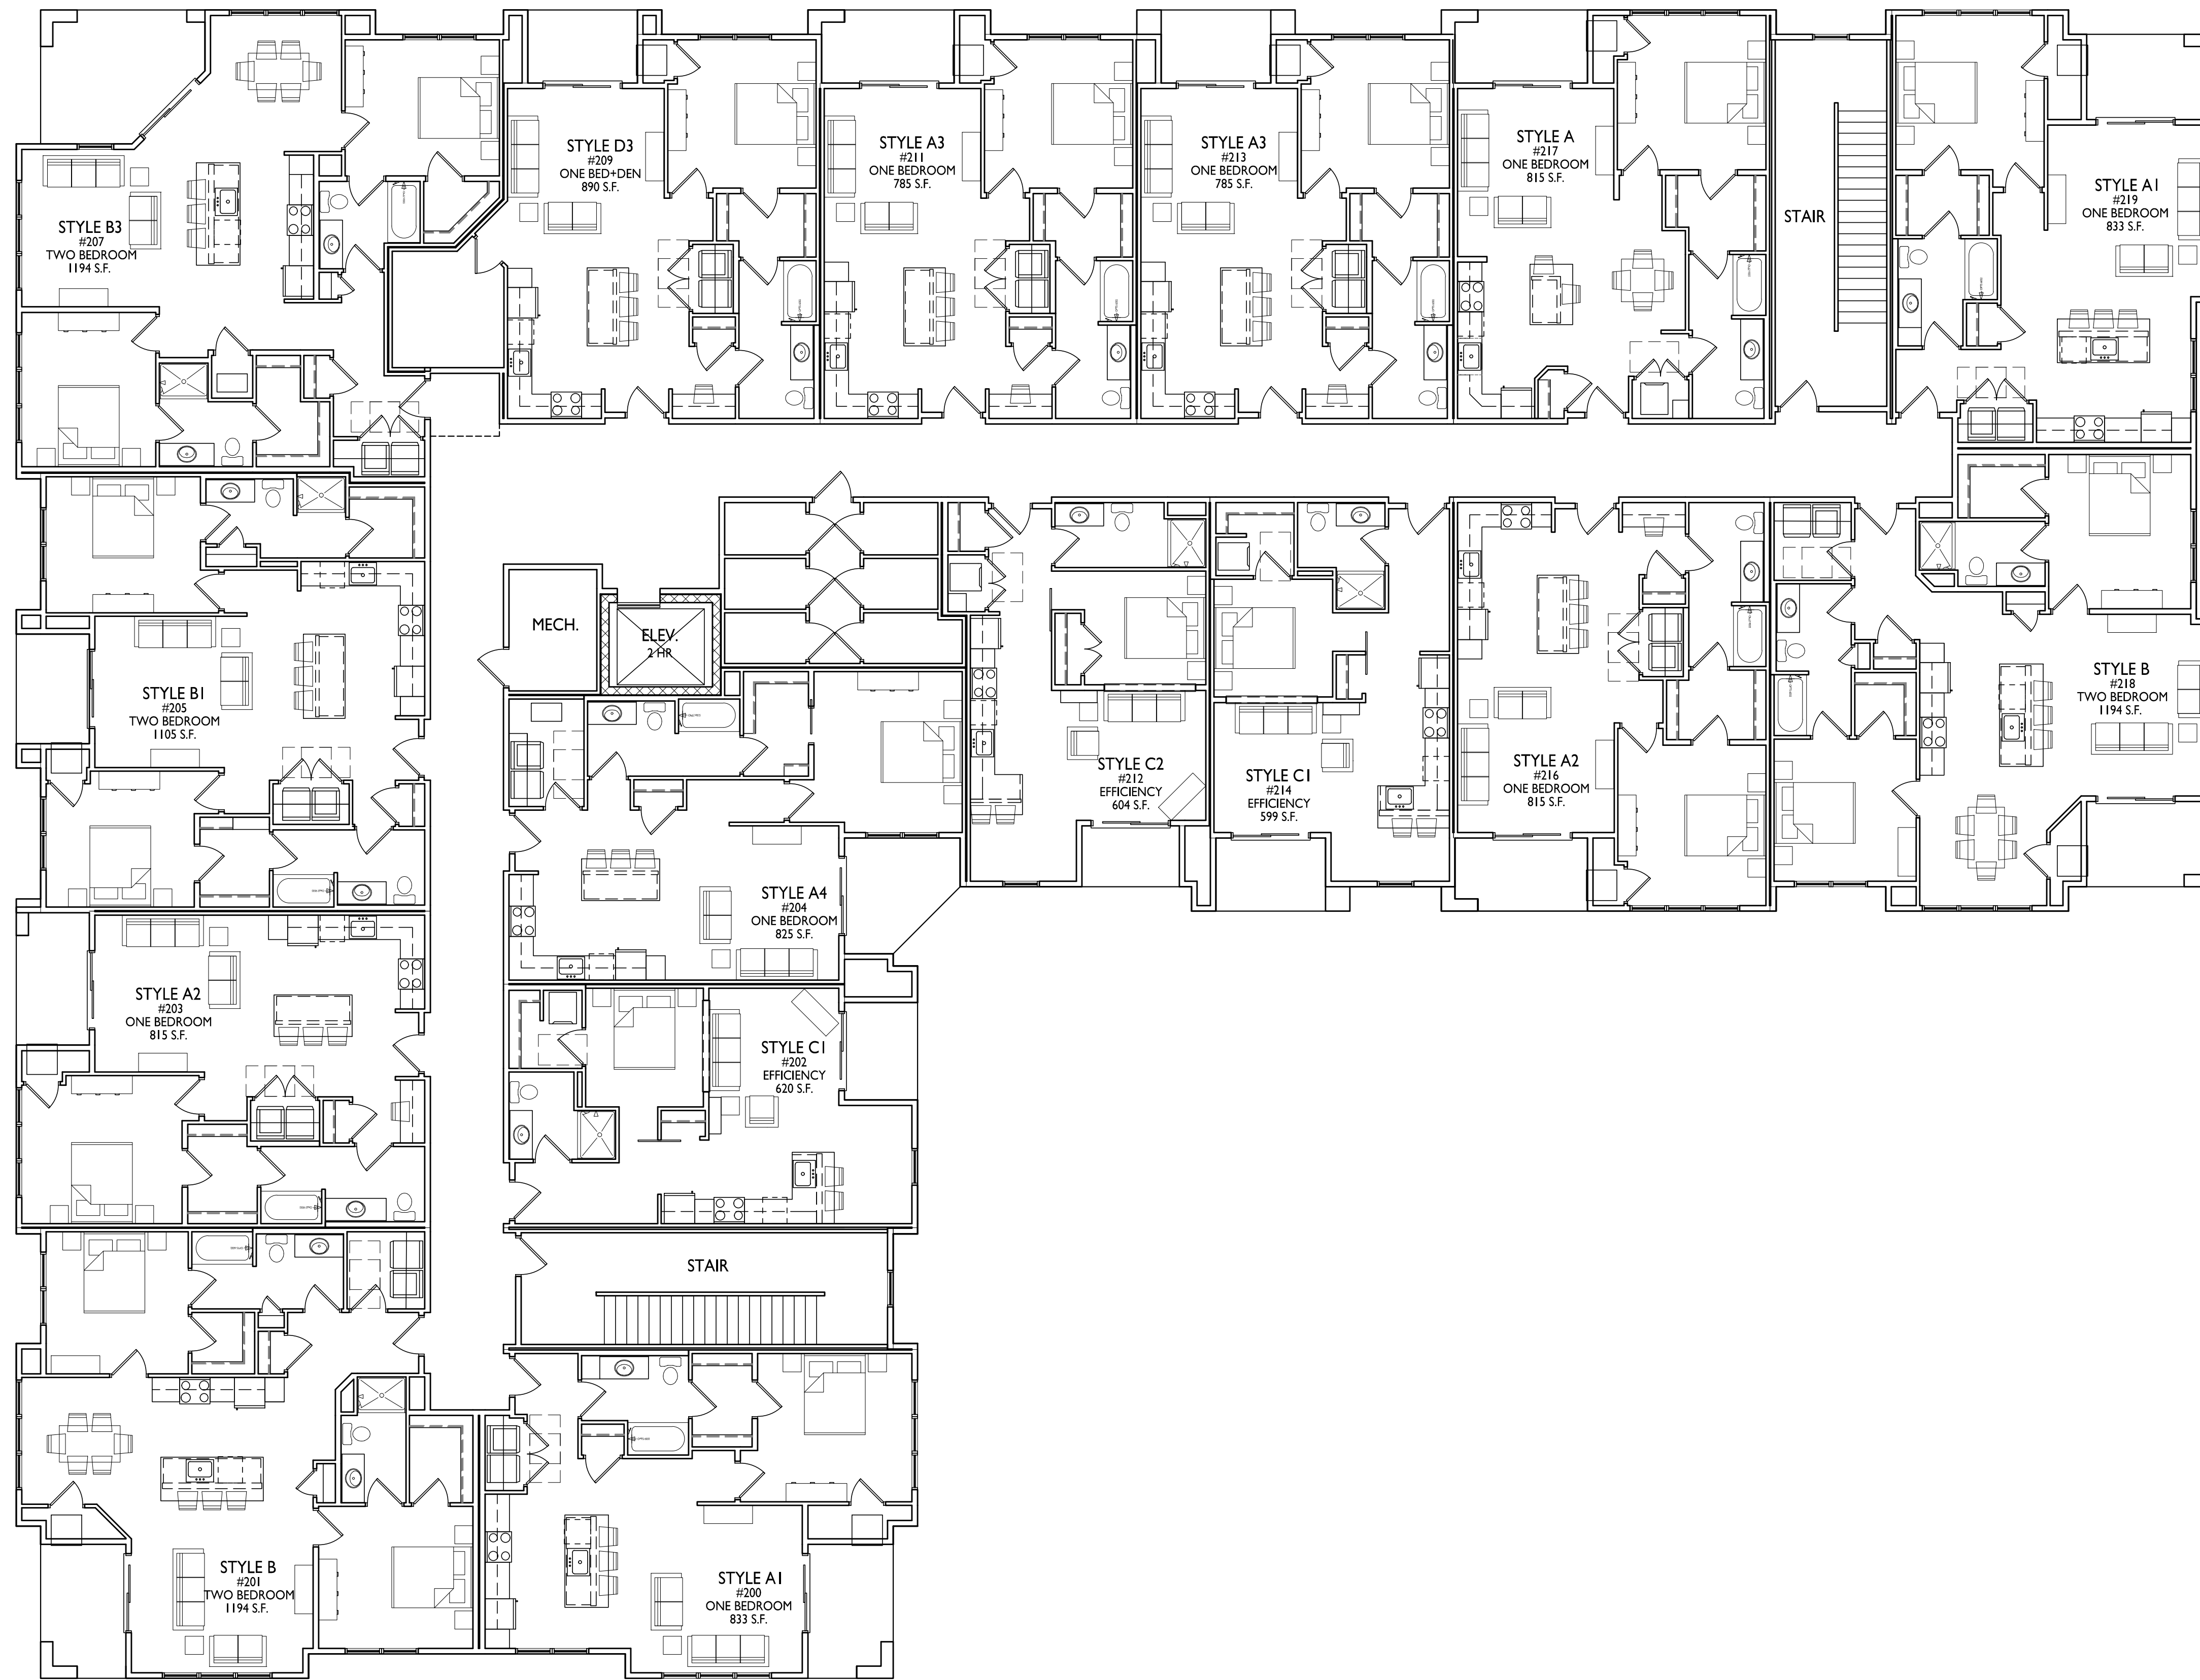 STYLE D3
#209
ONE BED+DEN
890 S.F.
STYLE A3
#211
ONE BEDROOM
785 S.F.
STYLE A3
#213
ONE BEDROOM
785 S.F.
STYLE A
#217
ONE BEDROOM
815 S.F.
STAIR
STYLE A1
#219
ONE BEDROOM
833 S.F.
STYLE B3
#207
TWO BEDROOM
1194 S.F.
MECH.
ELEV.
2 HR
STYLE B1
#205
TWO BEDROOM
1105 S.F.
STYLE C2
#212
EFFICIENCY
604 S.F.
STYLE C1
#214
EFFICIENCY
599 S.F.
STYLE A2
#216
ONE BEDROOM
815 S.F.
STYLE B
#218
TWO BEDROOM
1194 S.F.
STYLE A4
#204
ONE BEDROOM
825 S.F.
STYLE A2
#203
ONE BEDROOM
815 S.F.
STYLE C1
#202
EFFICIENCY
620 S.F.
STAIR
STYLE B
#201
TWO BEDROOM
1194 S.F.
STYLE A1
#200
ONE BEDROOM
833 S.F.